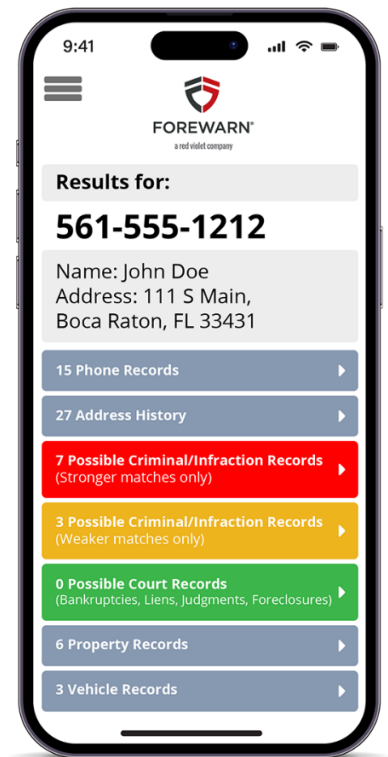 9:41
FOREWARN®
a red violet company
Results for:
561-555-1212
Name: John Doe
Address: 111 S Main,
Boca Raton, FL 33431
15 Phone Records
27 Address History
7 Possible Criminal/Infraction Records
(Stronger matches only)
3 Possible Criminal/Infraction Records
(Weaker matches only)
0 Possible Court Records
(Bankruptcies, Liens, Judgments, Foreclosures)
6 Property Records
3 Vehicle Records